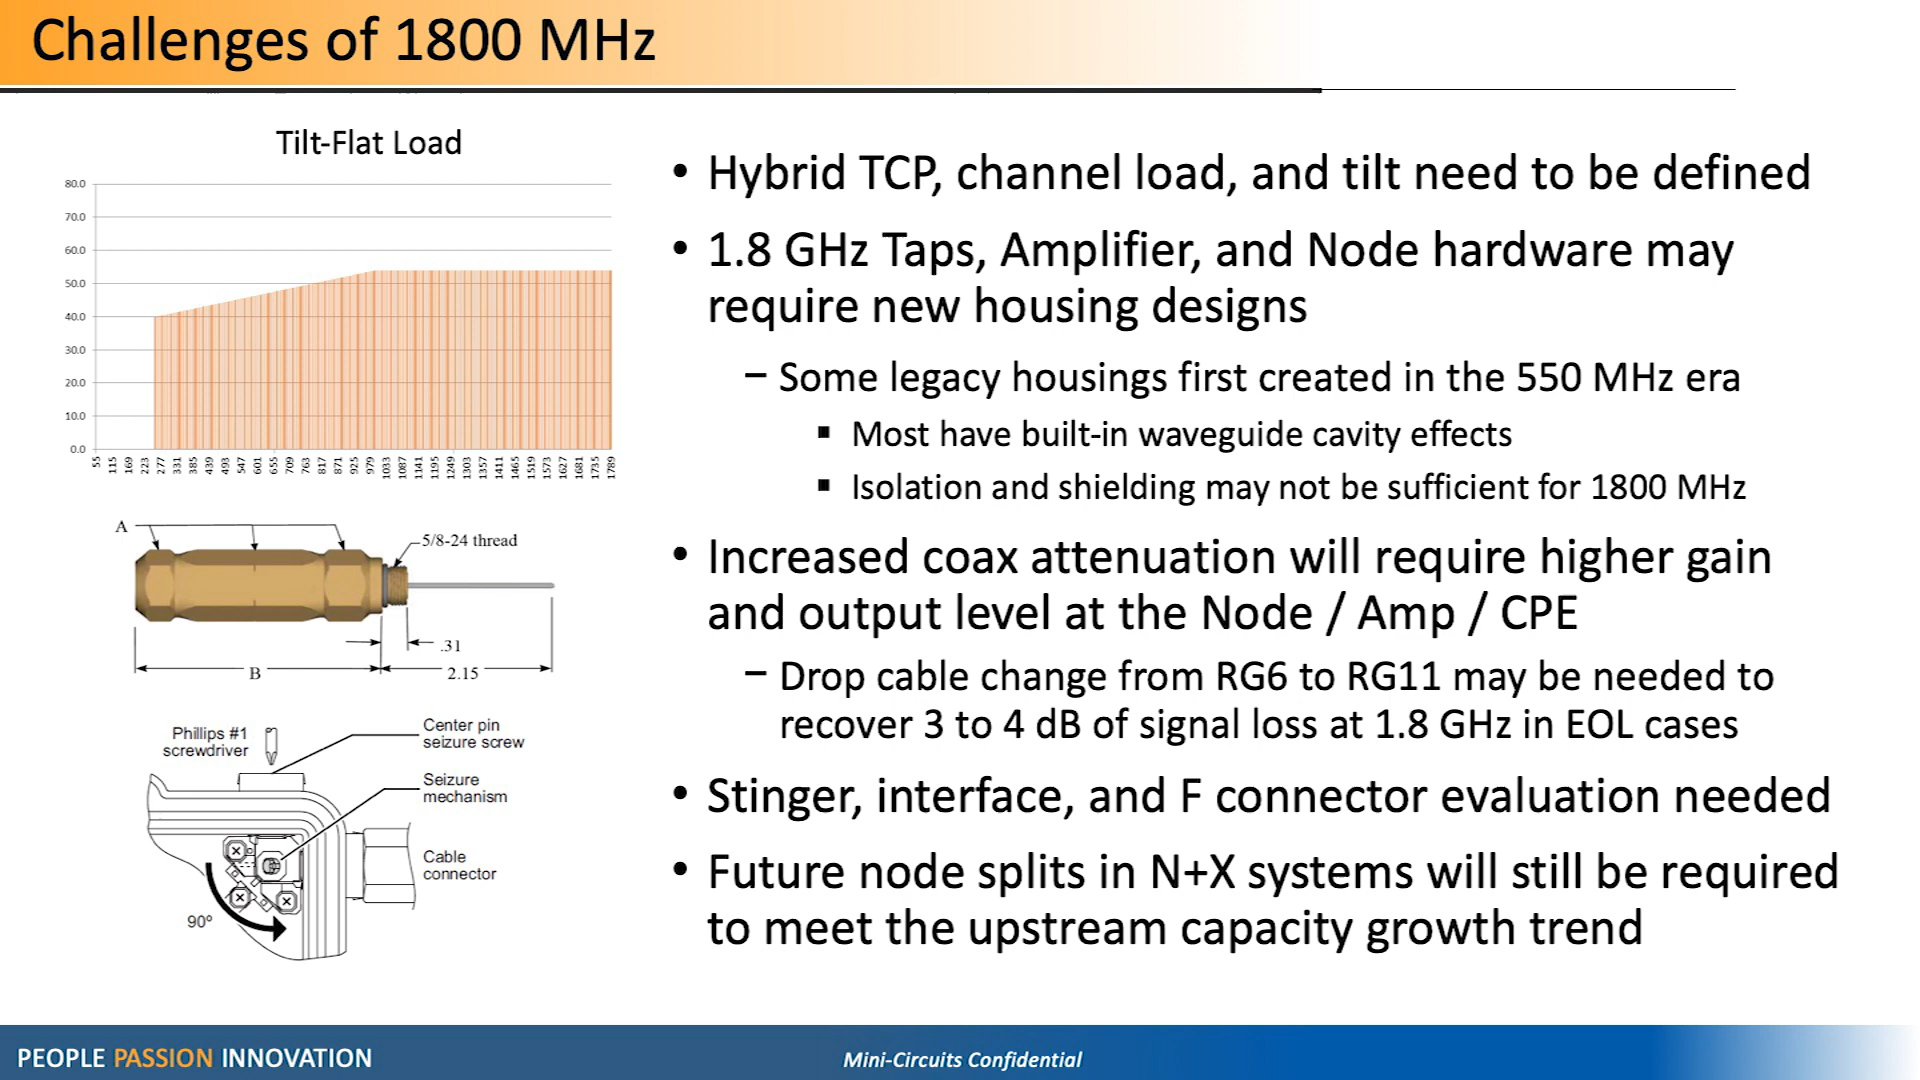 Challenges of 1800 MHz
Tilt-Flat Load
80.0
70.0
60.0
50.0
40.0
30.0
20.0
10.0
0.0
55 115 169 223 277 331 385 439 493 547 601 655 709 763 817 871 925 979 1033 1087 1141 1195 1249 1303 1357 1411 1465 1519 1573 1627 1681 1735 1789
A
5/8-24 thread
.31
B
2.15
Phillips #1
screwdriver
Center pin
seizure screw
Seizure
mechanism
Cable
connector
90º
• Hybrid TCP, channel load, and tilt need to be defined
• 1.8 GHz Taps, Amplifier, and Node hardware may
require new housing designs
– Some legacy housings first created in the 550 MHz era
▪ Most have built-in waveguide cavity effects
▪ Isolation and shielding may not be sufficient for 1800 MHz
• Increased coax attenuation will require higher gain
and output level at the Node / Amp / CPE
– Drop cable change from RG6 to RG11 may be needed to
recover 3 to 4 dB of signal loss at 1.8 GHz in EOL cases
• Stinger, interface, and F connector evaluation needed
• Future node splits in N+X systems will still be required
to meet the upstream capacity growth trend
PEOPLE PASSION INNOVATION
Mini-Circuits Confidential